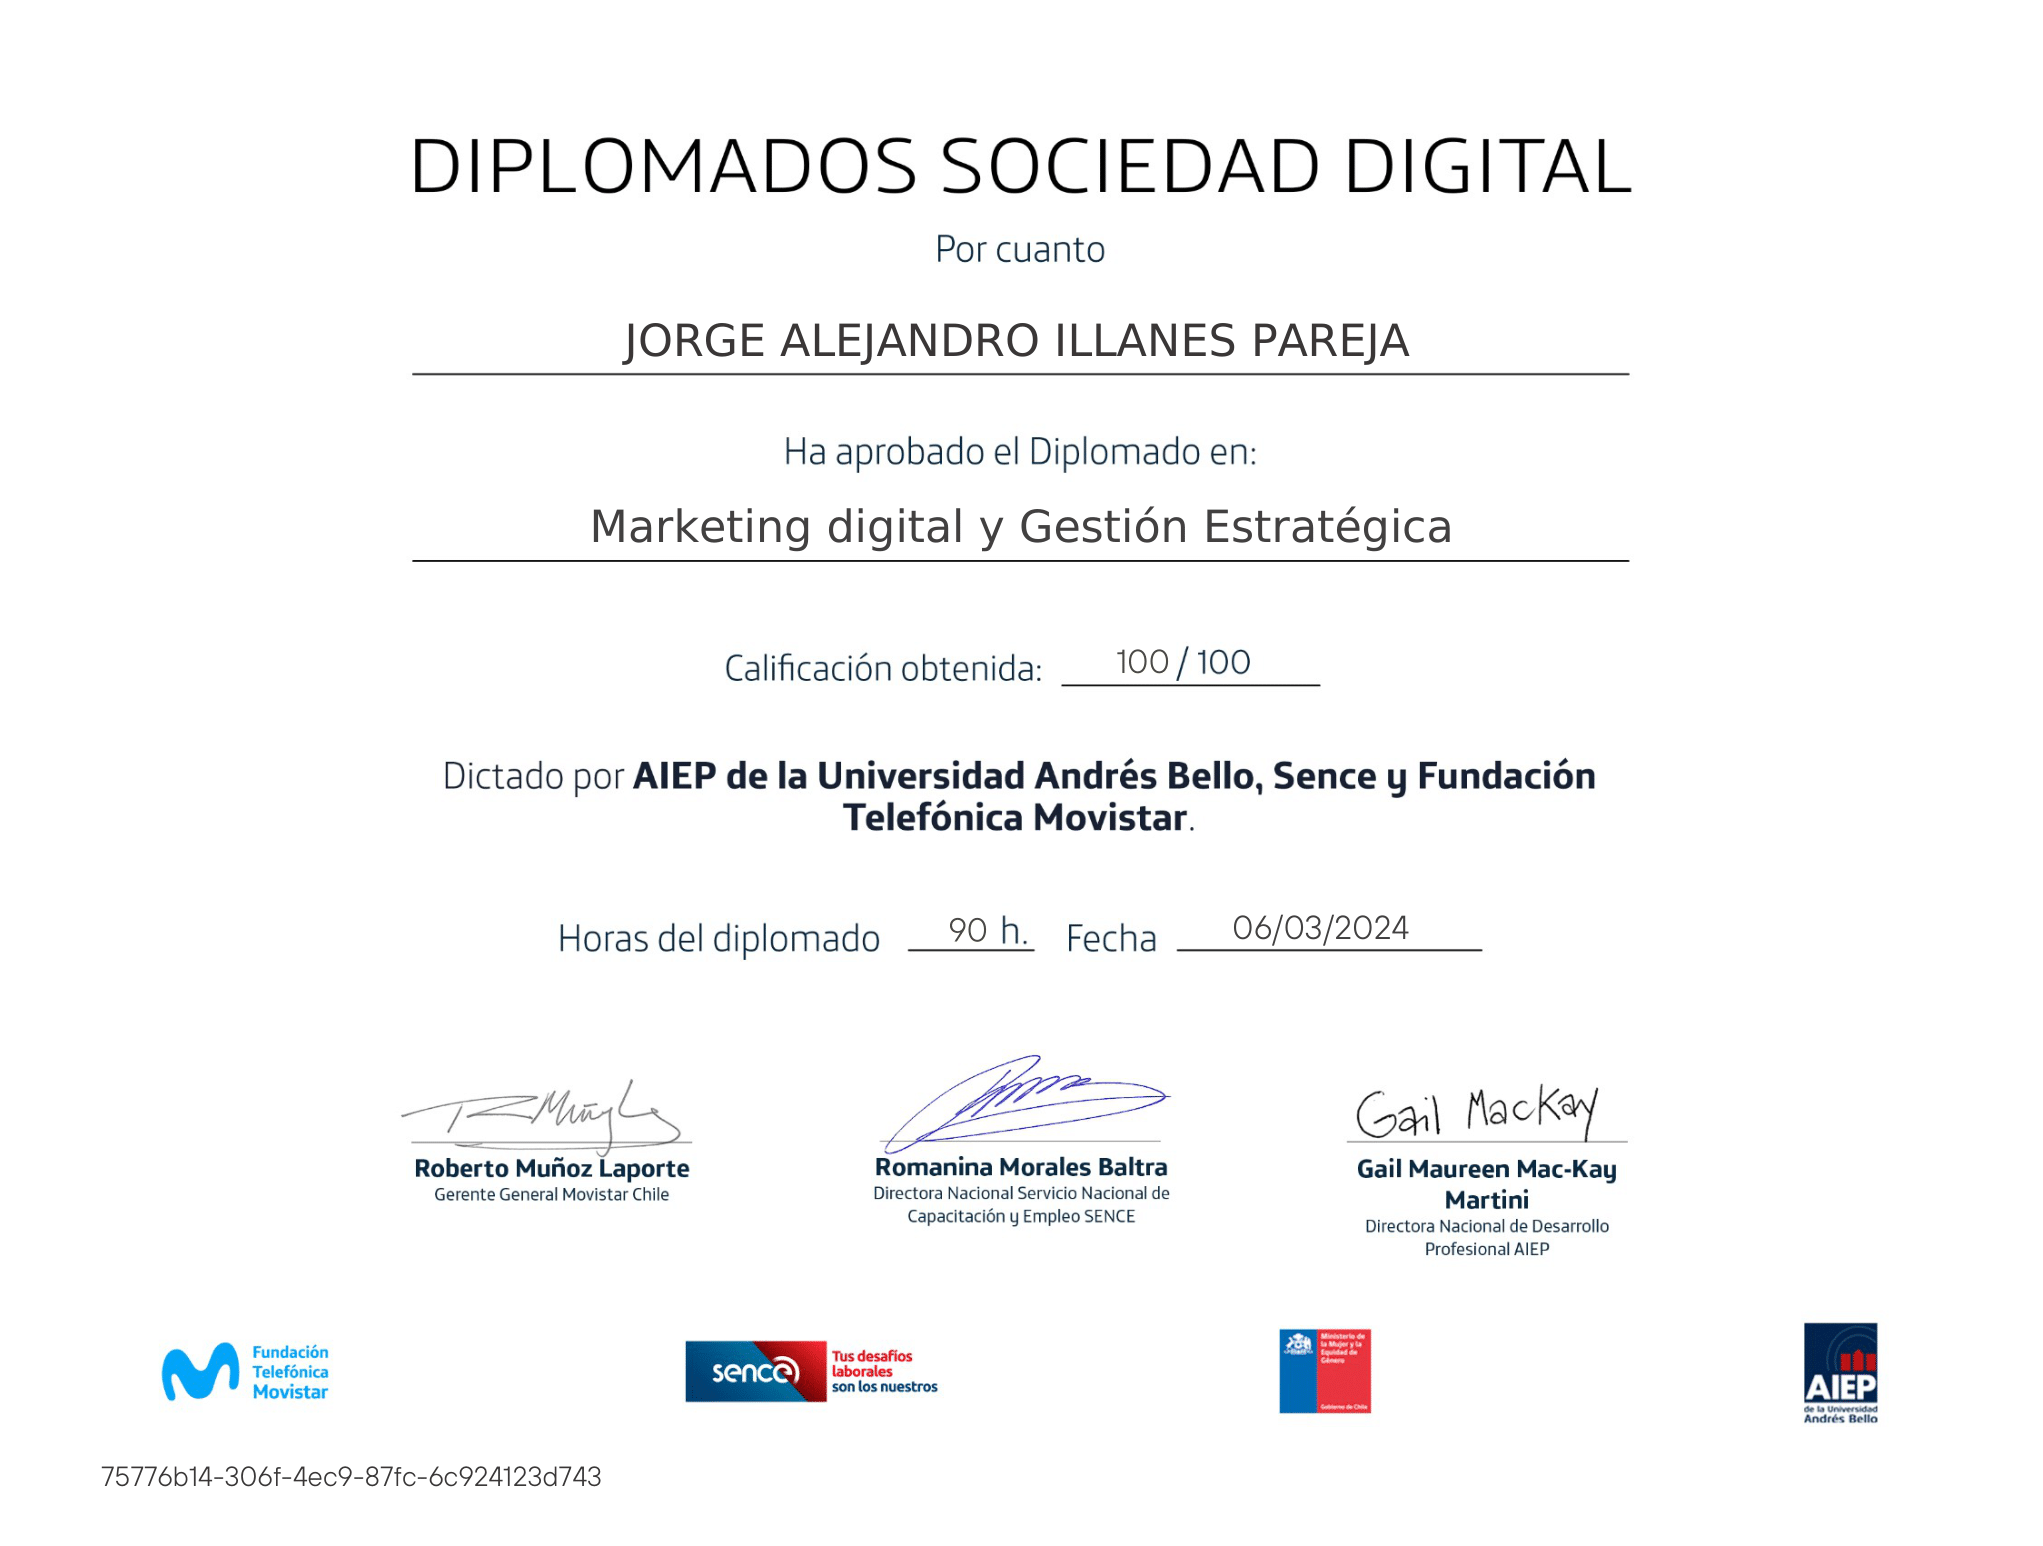 DIPLOMADOS SOCIEDAD DIGITAL
Por cuanto
JORGE ALEJANDRO ILLANES PAREJA
Ha aprobado el Diplomado en:
Marketing digital y Gestión Estratégica
Calificación obtenida: 100 / 100
Dictado por AIEP de la Universidad Andrés Bello, Sence y Fundación
Telefónica Movistar.
Horas del diplomado 90 h. Fecha 06/03/2024
R Muñoz L
Gail MacKay
Roberto Muñoz Laporte
Gerente General Movistar Chile
Romanina Morales Baltra
Directora Nacional Servicio Nacional de
Capacitación y Empleo SENCE
Gail Maureen Mac-Kay
Martini
Directora Nacional de Desarrollo
Profesional AIEP
Fundación
Telefónica
Movistar
sence
Tus desafíos
laborales
son los nuestros
Ministerio de
la Mujer y la
Equidad de
Género
Gobierno de Chile
AIEP
de la Universidad
Andrés Bello
75776b14-306f-4ec9-87fc-6c924123d743